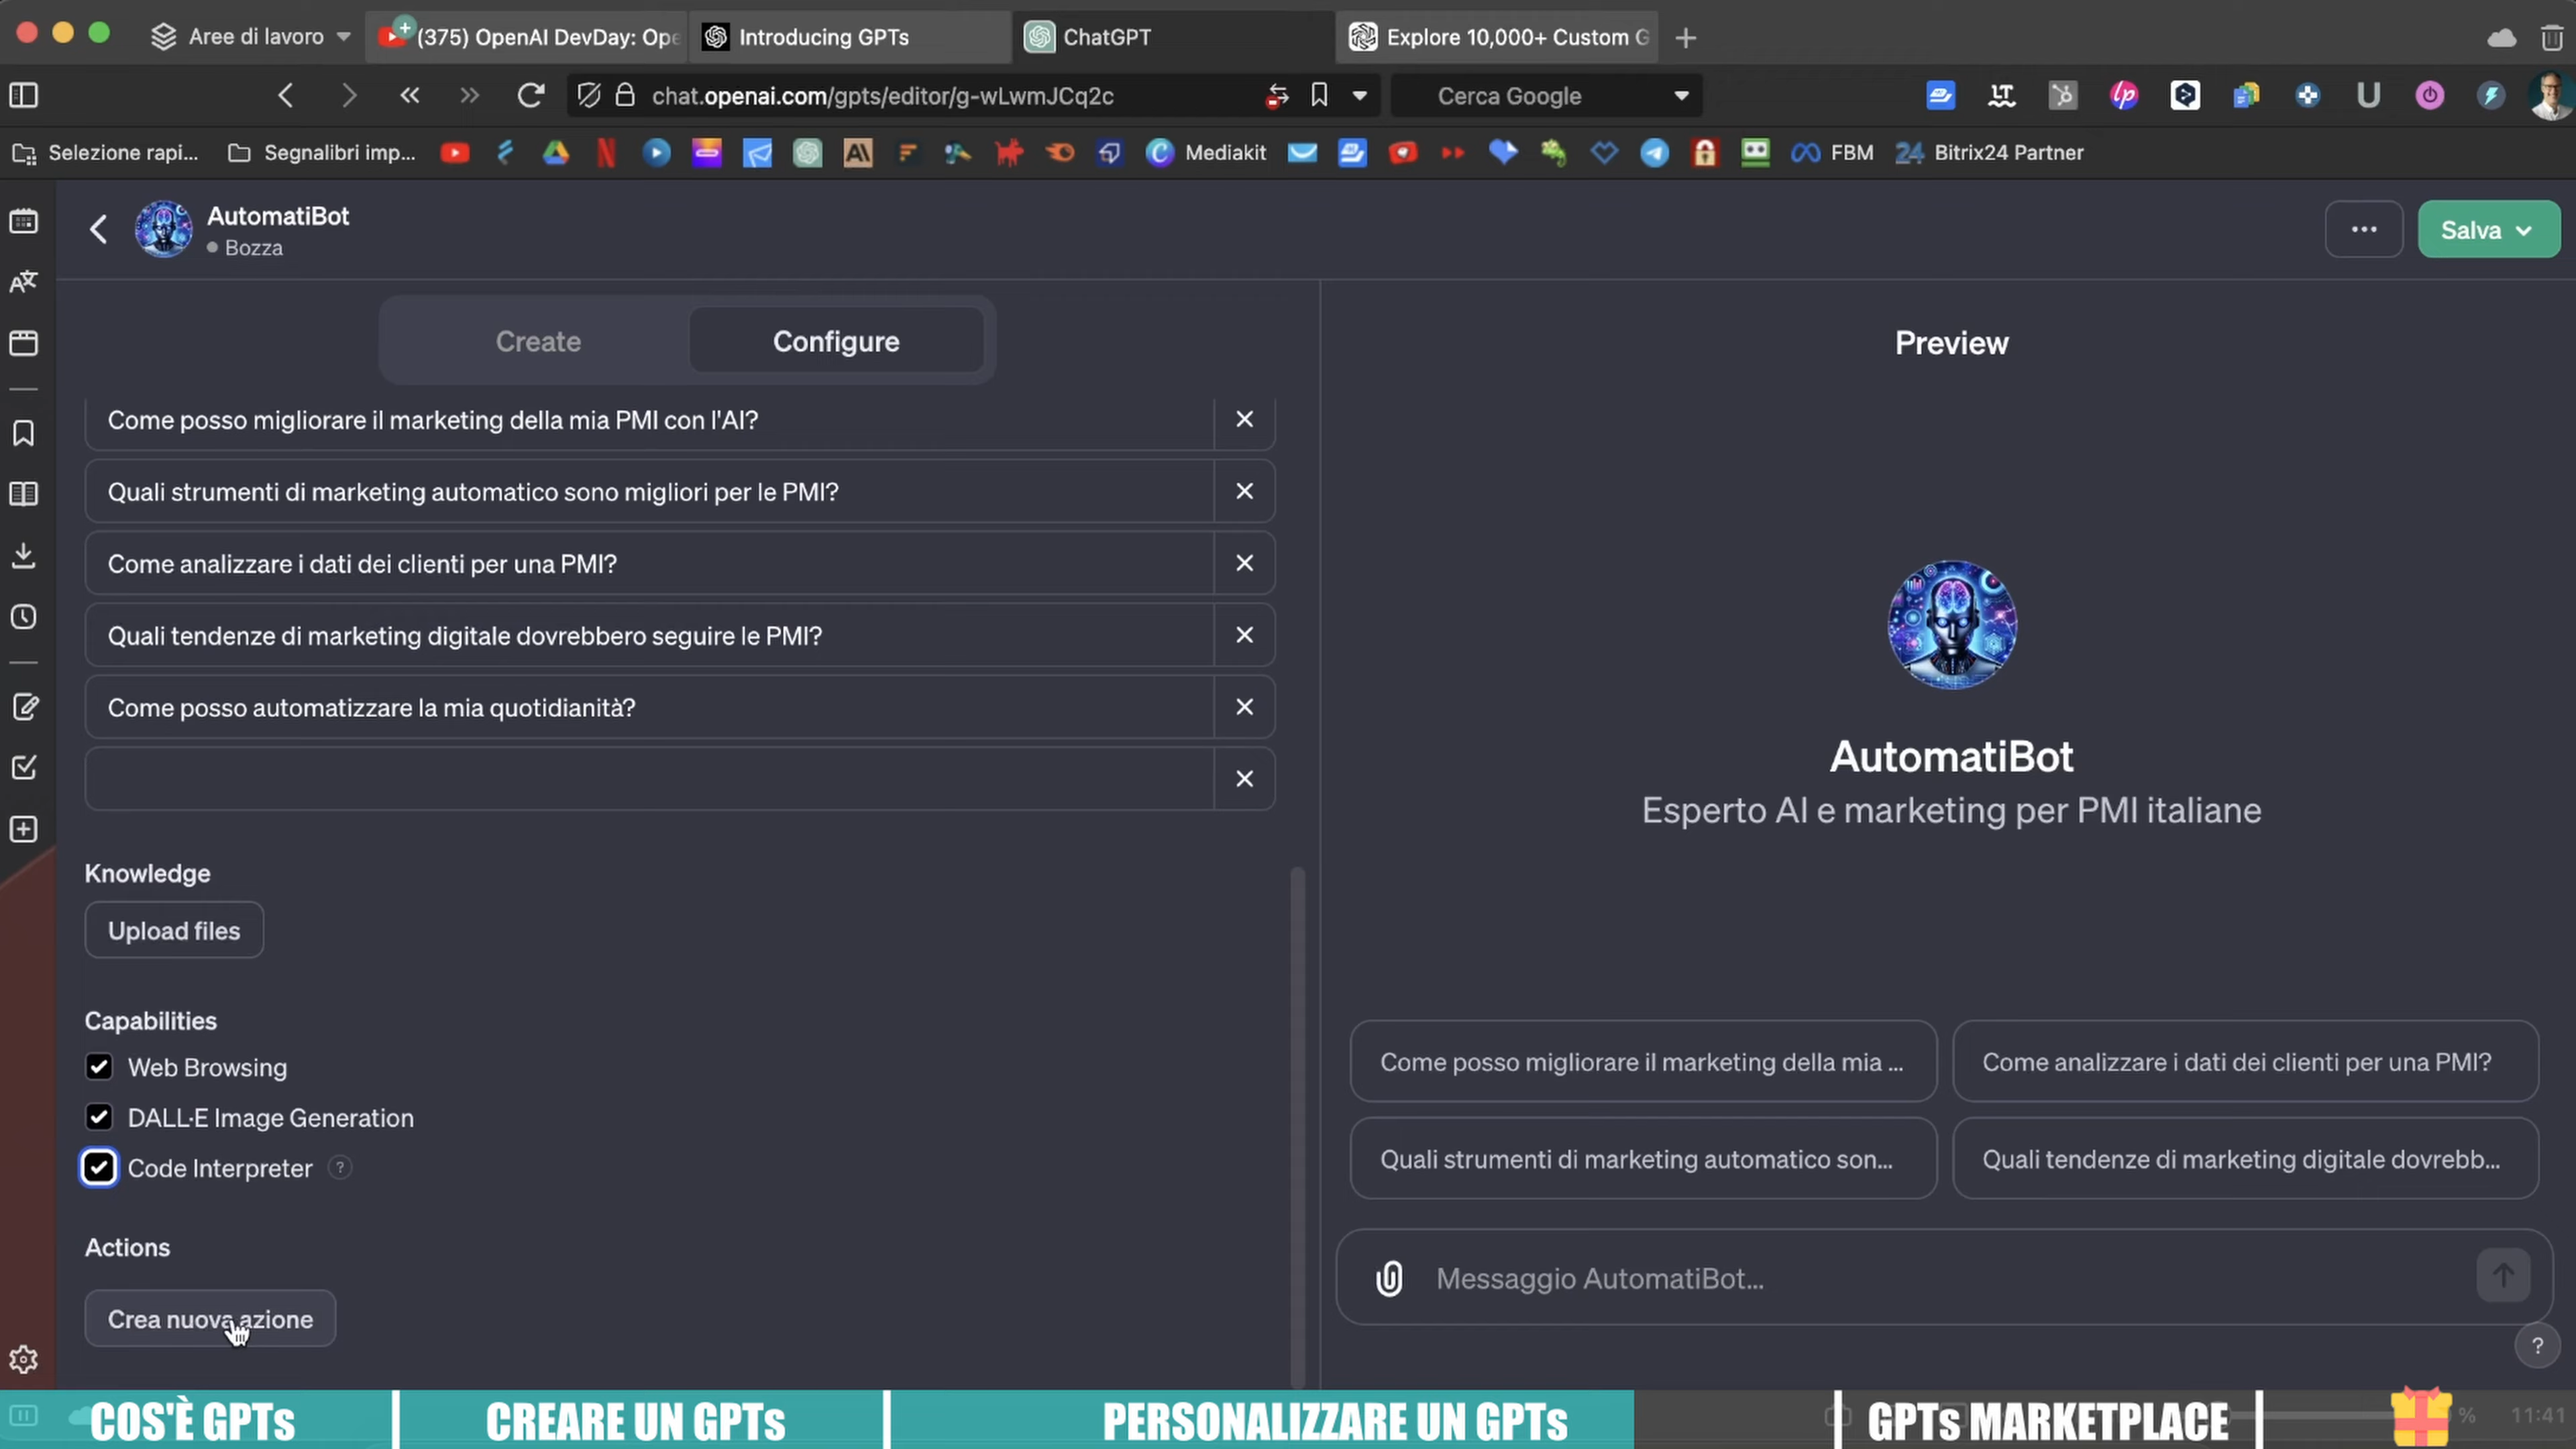 Aree di lavoro
(375) OpenAI DevDay: Ope
Introducing GPTs
ChatGPT
Explore 10,000+ Custom G
chat.openai.com/gpts/editor/g-wLwmJCq2c
Cerca Google
LT
lp
U
Selezione rapi...
Segnalibri imp...
N
AI
C
Mediakit
FBM
24
Bitrix24 Partner
AutomatiBot
Bozza
Salva
Create
Configure
Preview
Come posso migliorare il marketing della mia PMI con l'AI?
Quali strumenti di marketing automatico sono migliori per le PMI?
Come analizzare i dati dei clienti per una PMI?
Quali tendenze di marketing digitale dovrebbero seguire le PMI?
Come posso automatizzare la mia quotidianità?
Knowledge
Upload files
Capabilities
Web Browsing
DALL·E Image Generation
Code Interpreter ?
Actions
Crea nuova azione
AutomatiBot
Esperto AI e marketing per PMI italiane
Come posso migliorare il marketing della mia ...
Come analizzare i dati dei clienti per una PMI?
Quali strumenti di marketing automatico son...
Quali tendenze di marketing digitale dovrebb...
Messaggio AutomatiBot...
?
COS'È GPTs
CREARE UN GPTs
PERSONALIZZARE UN GPTs
GPTs MARKETPLACE
%
11:41